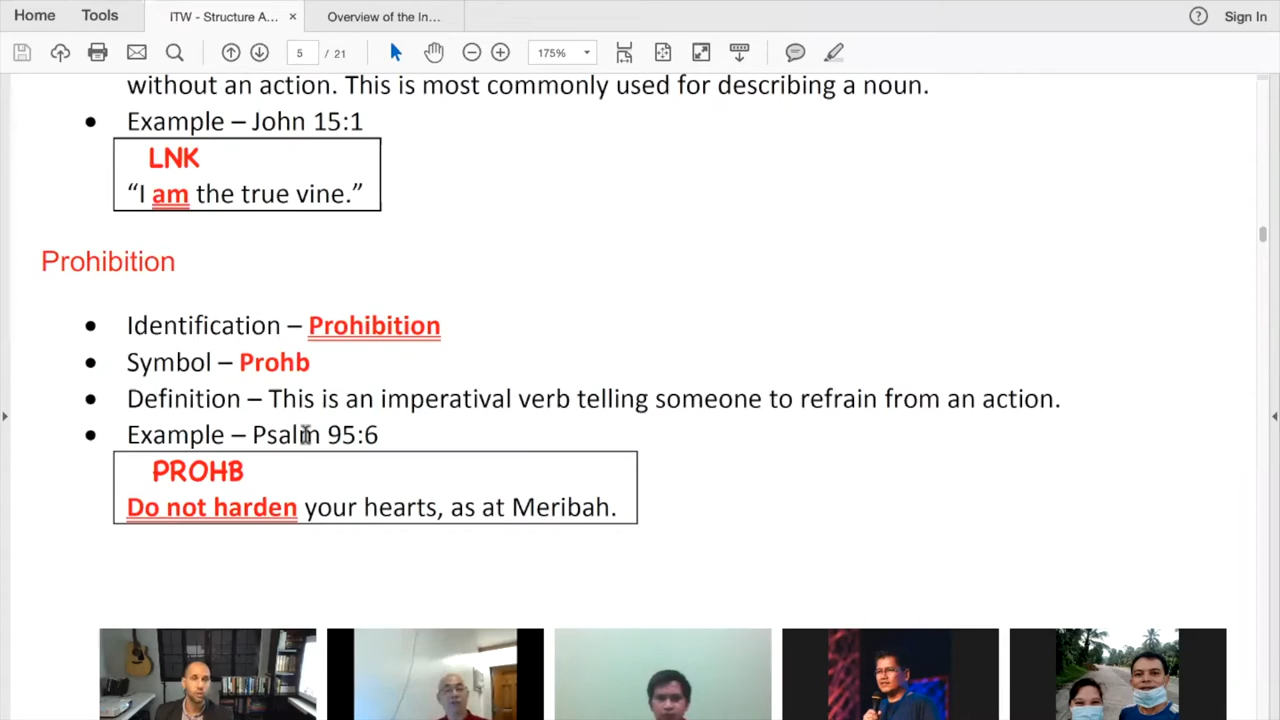 Home Tools ITW - Structure A... × Overview of the In... ? Sign In
5 / 21 175%
without an action. This is most commonly used for describing a noun.
• Example – John 15:1
LNK
“I am the true vine.”
Prohibition
• Identification – Prohibition
• Symbol – Prohb
• Definition – This is an imperatival verb telling someone to refrain from an action.
• Example – Psalm 95:6
PROHB
Do not harden your hearts, as at Meribah.